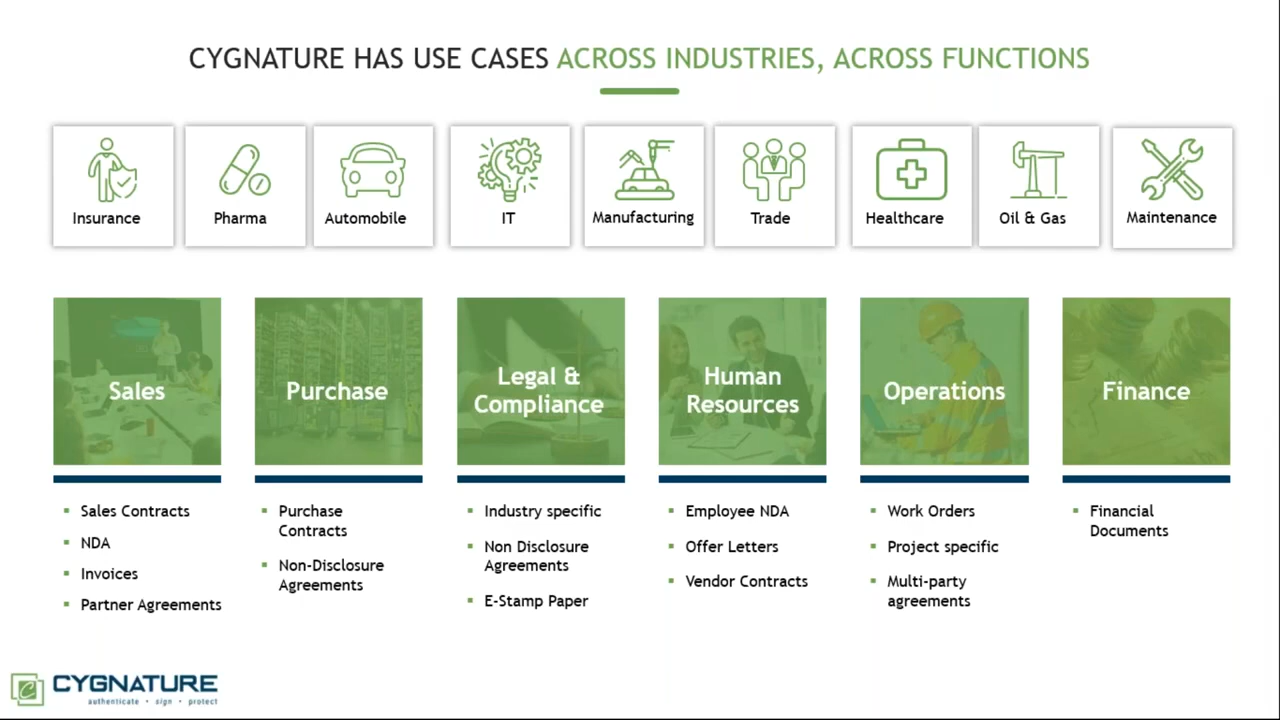 CYGNATURE HAS USE CASES ACROSS INDUSTRIES, ACROSS FUNCTIONS
Insurance
Pharma
Automobile
IT
Manufacturing
Trade
Healthcare
Oil & Gas
Maintenance
Sales
Purchase
Legal &
Compliance
Human
Resources
Operations
Finance
Sales Contracts
NDA
Invoices
Partner Agreements
Purchase
Contracts
Non-Disclosure
Agreements
Industry specific
Non Disclosure
Agreements
E-Stamp Paper
Employee NDA
Offer Letters
Vendor Contracts
Work Orders
Project specific
Multi-party
agreements
Financial
Documents
CYGNATURE
authenticate • sign • protect